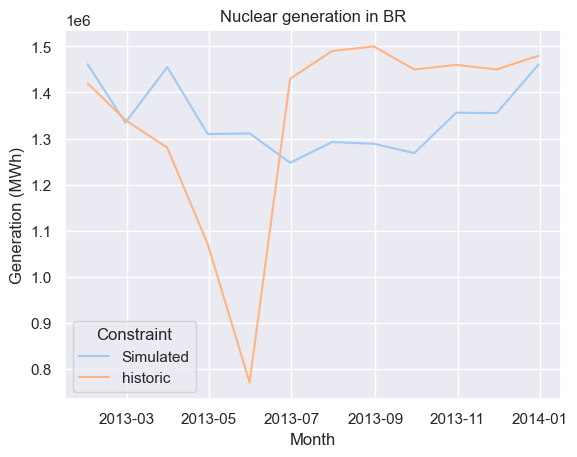 Nuclear generation in BR
1e6
1.5
1.4
1.3
1.2
1.1
1.0
0.9
0.8
Generation (MWh)
Constraint
Simulated
historic
2013-03 2013-05 2013-07 2013-09 2013-11 2014-01
Month